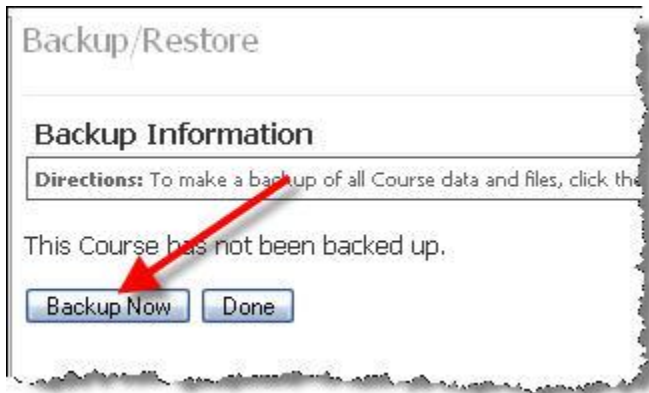 Backup/Restore
Backup Information
Directions: To make a backup of all Course data and files, click the
This Course has not been backed up.
Backup Now Done